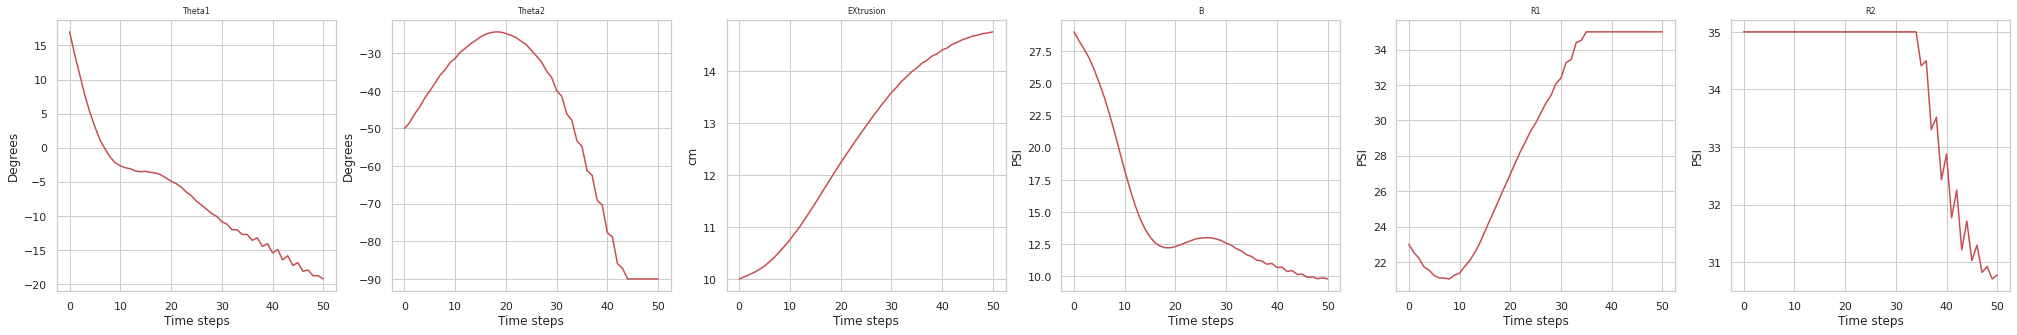 Theta1
Degrees
15
10
5
0
−5
−10
−15
−20
0 10 20 30 40 50
Time steps
Theta2
Degrees
−30
−40
−50
−60
−70
−80
−90
0 10 20 30 40 50
Time steps
EXtrusion
cm
14
13
12
11
10
0 10 20 30 40 50
Time steps
B
PSI
27.5
25.0
22.5
20.0
17.5
15.0
12.5
10.0
0 10 20 30 40 50
Time steps
R1
PSI
34
32
30
28
26
24
22
0 10 20 30 40 50
Time steps
R2
PSI
35
34
33
32
31
0 10 20 30 40 50
Time steps